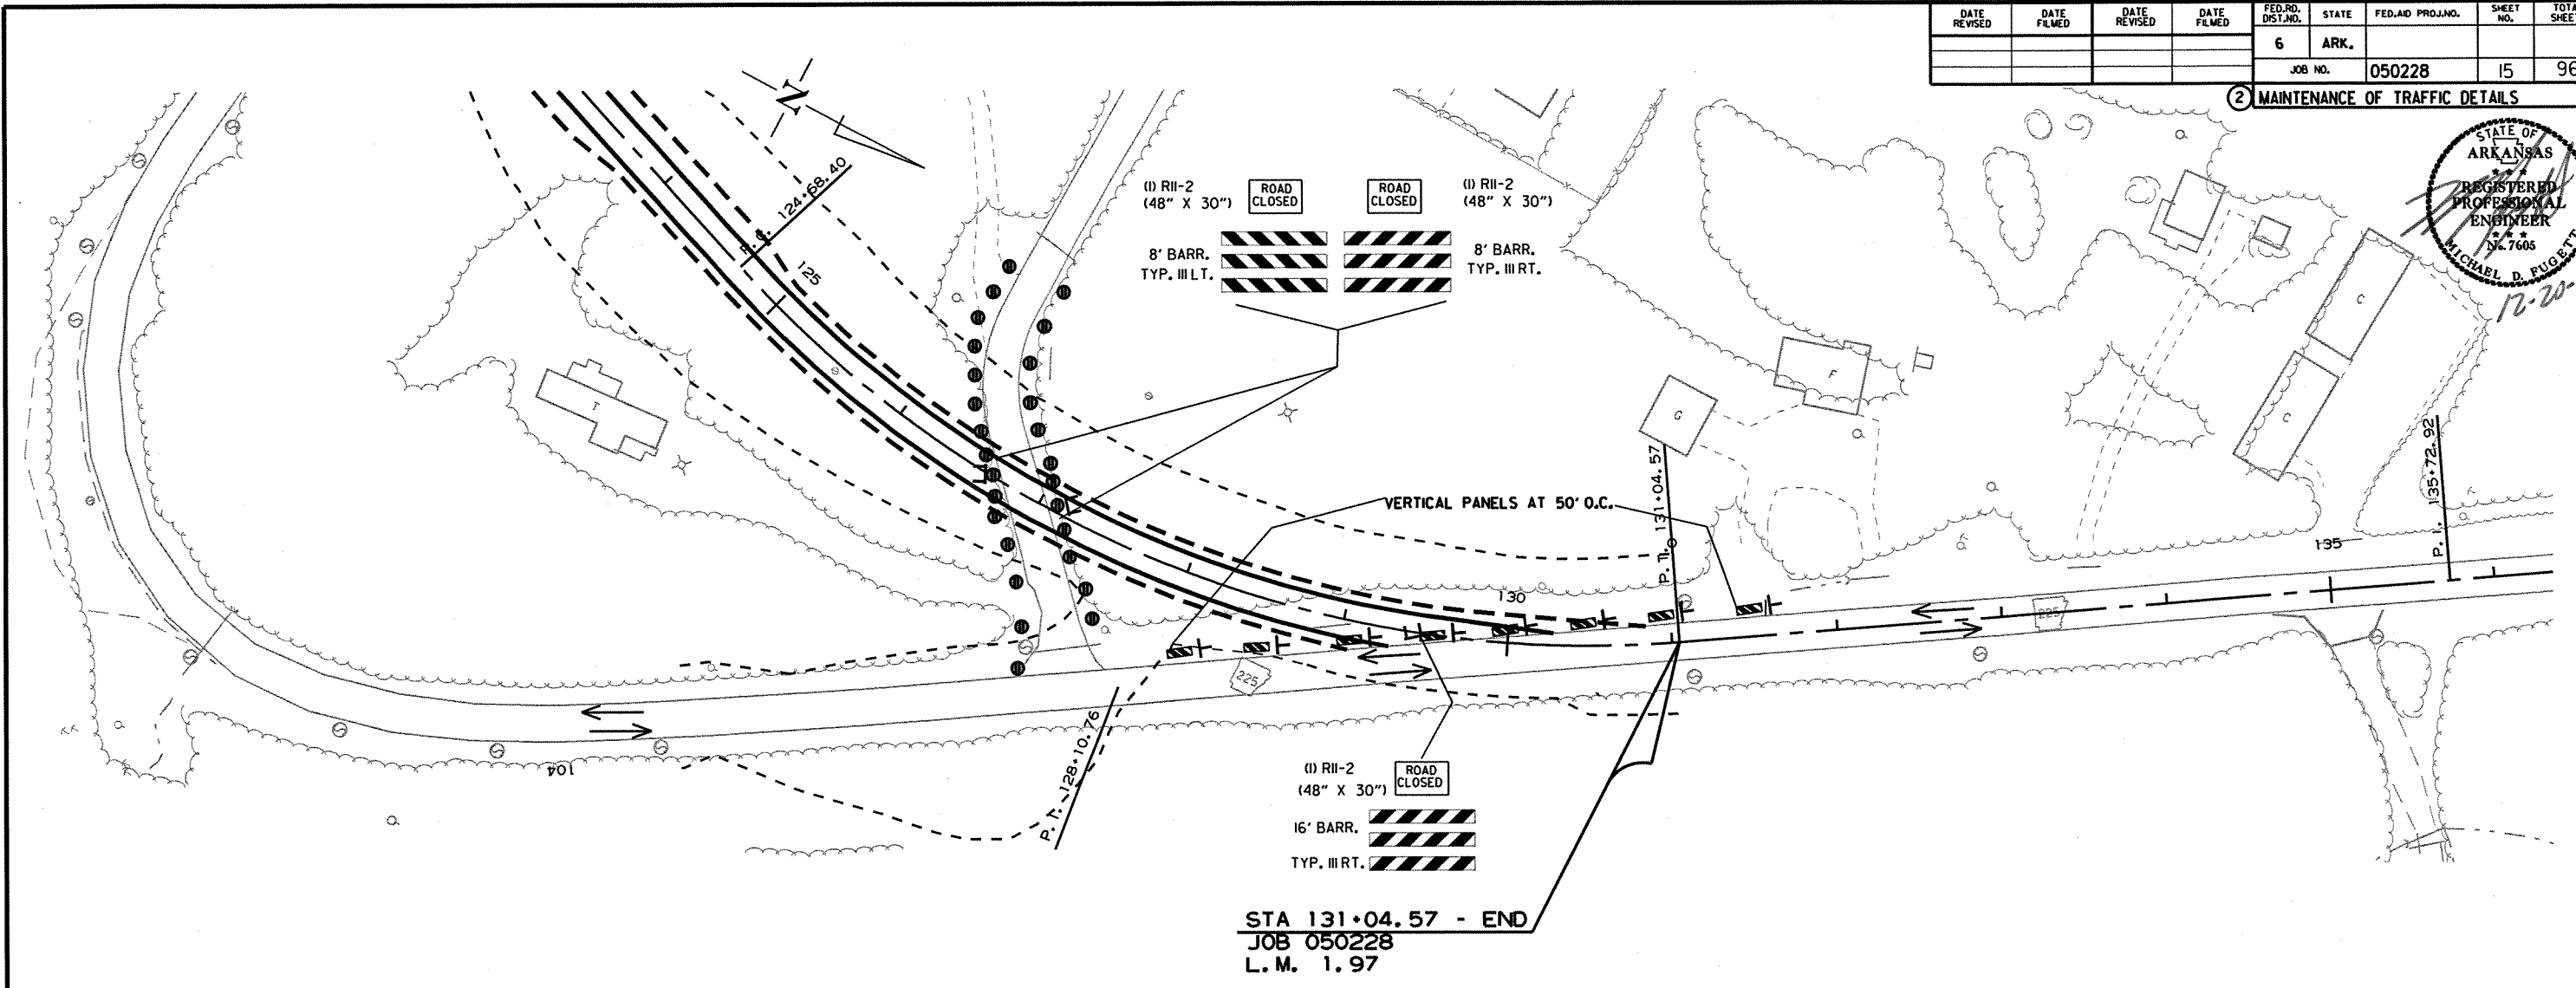 DATE REVISED
DATE FILMED
DATE REVISED
DATE FILMED
FED.RD. DIST.NO.
STATE
FED.AID PROJ.NO.
SHEET NO.
6
ARK.
JOB NO.
050228
15
96
2 MAINTENANCE OF TRAFFIC DETAILS
STATE OF
ARKANSAS
REGISTERED
PROFESSIONAL
ENGINEER
No. 7605
MICHAEL D. FUGETT
12-20-
N
P.C. 124+68.40
125
(1) R11-2
(48" X 30")
ROAD
CLOSED
8' BARR.
TYP. III LT.
ROAD
CLOSED
(1) R11-2
(48" X 30")
8' BARR.
TYP. III RT.
T
G
F
C
C
VERTICAL PANELS AT 50' O.C.
P.T. 131+04.57
P.I. 135+72.92
130
135
225
225
104
P.T. 128+10.76
(1) R11-2
(48" X 30")
ROAD
CLOSED
16' BARR.
TYP. III RT.
STA 131+04.57 - END
JOB 050228
L.M. 1.97